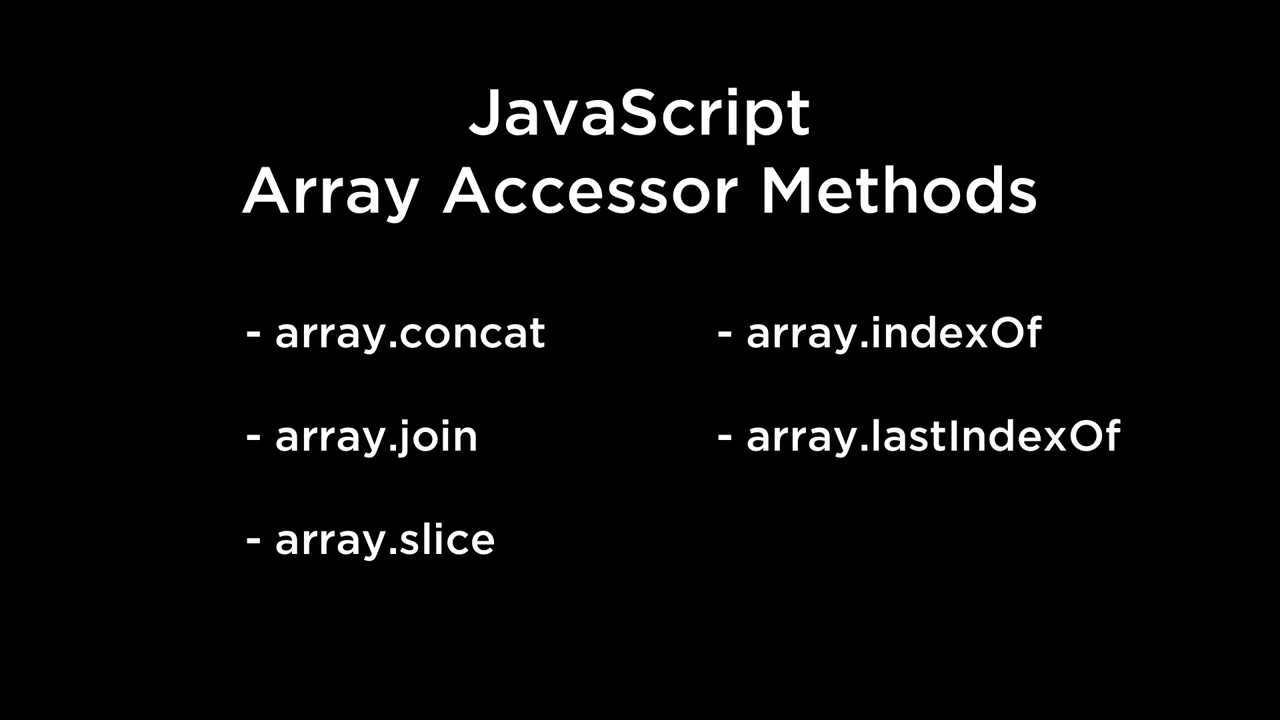 JavaScript
Array Accessor Methods
- array.concat
- array.join
- array.slice
- array.indexOf
- array.lastIndexOf